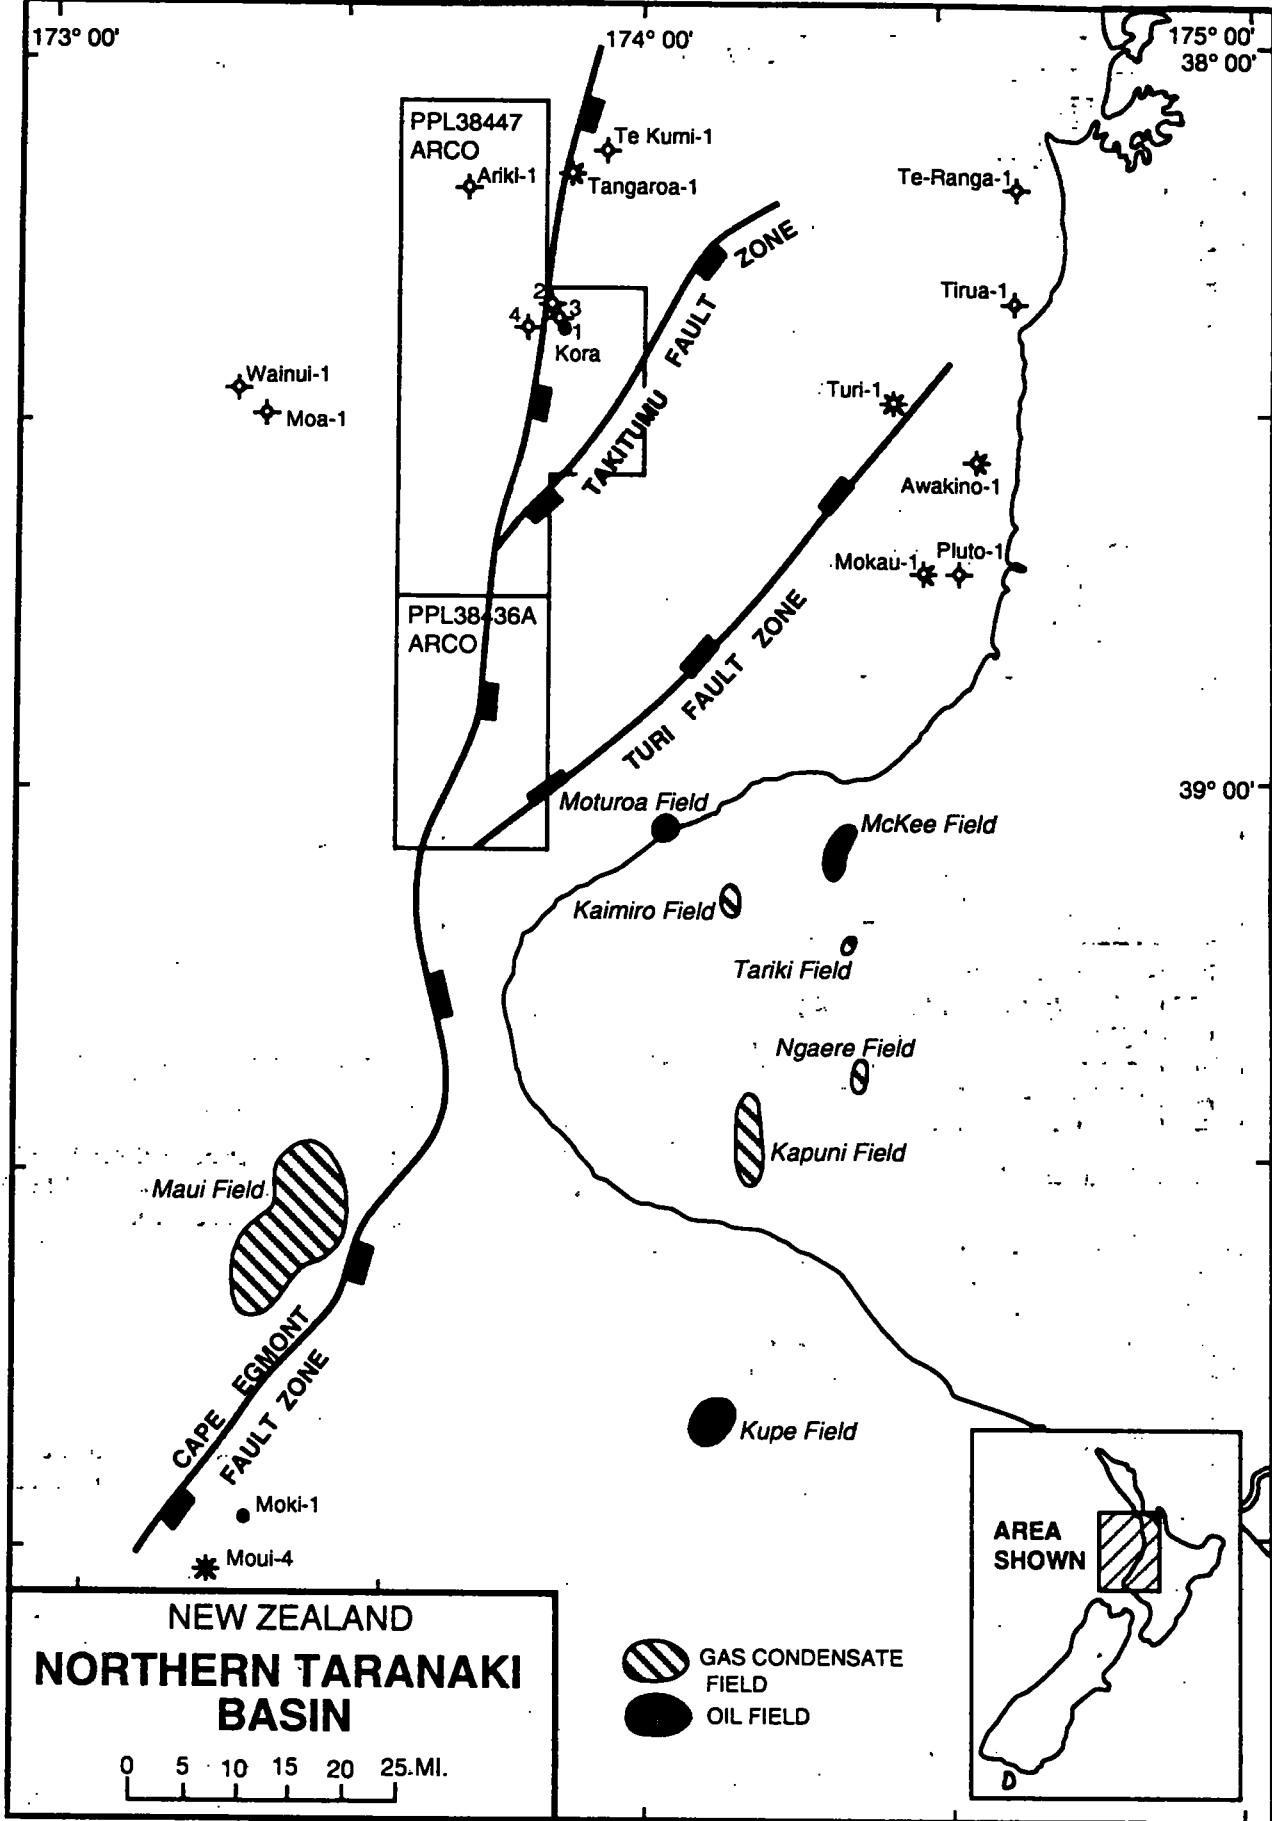 173° 00'
174° 00'
175° 00'
38° 00'
PPL38447
ARCO
Te Kumi-1
Ariki-1
Tangaroa-1
Te-Ranga-1
ZONE
2
3
4
1
Kora
Tirua-1
FAULT
Wainui-1
Moa-1
Turi-1
TAKITUMU
Awakino-1
Mokau-1
Pluto-1
PPL38436A
ARCO
TURI FAULT ZONE
39° 00'
Moturoa Field
McKee Field
Kaimiro Field
Tariki Field
Ngaere Field
Kapuni Field
Maui Field
CAPE EGMONT
FAULT ZONE
Kupe Field
Moki-1
Moui-4
AREA
SHOWN
NEW ZEALAND
NORTHERN TARANAKI
BASIN
0 5 10 15 20 25 MI.
GAS CONDENSATE
FIELD
OIL FIELD
D